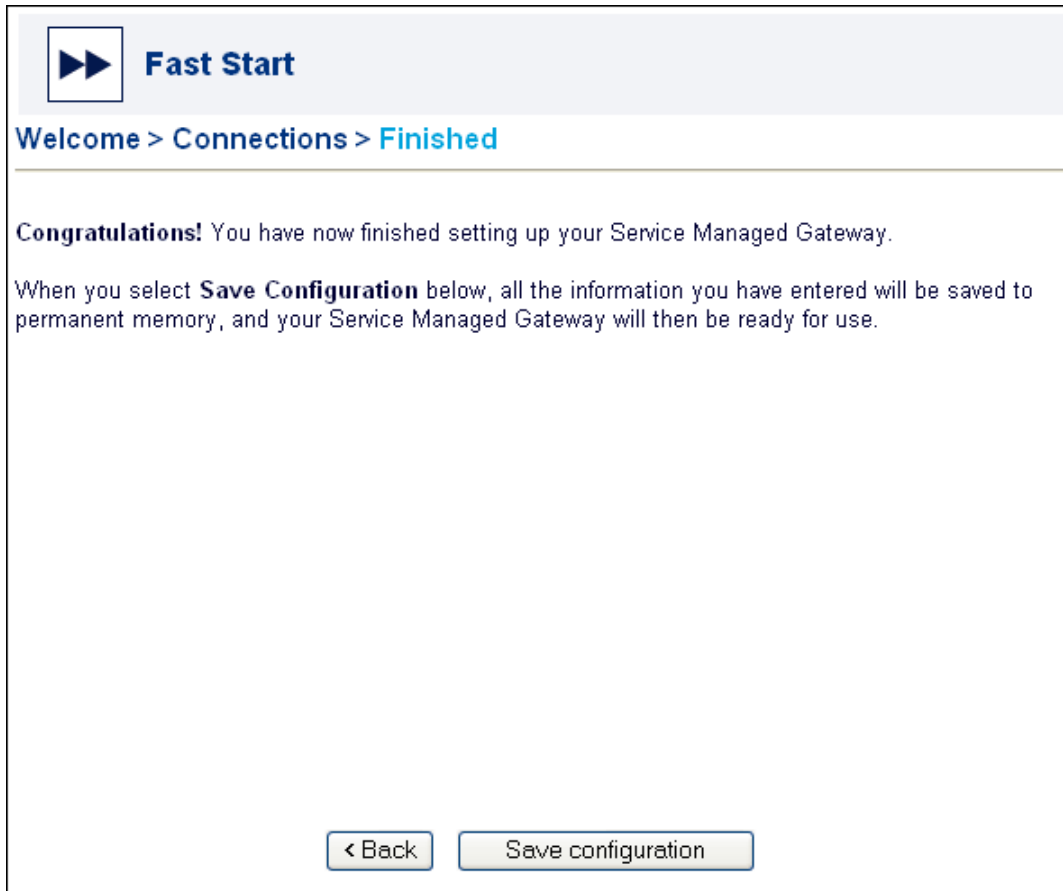 Fast Start
Welcome > Connections > Finished
Congratulations! You have now finished setting up your Service Managed Gateway.
When you select Save Configuration below, all the information you have entered will be saved to
permanent memory, and your Service Managed Gateway will then be ready for use.
< Back
Save configuration